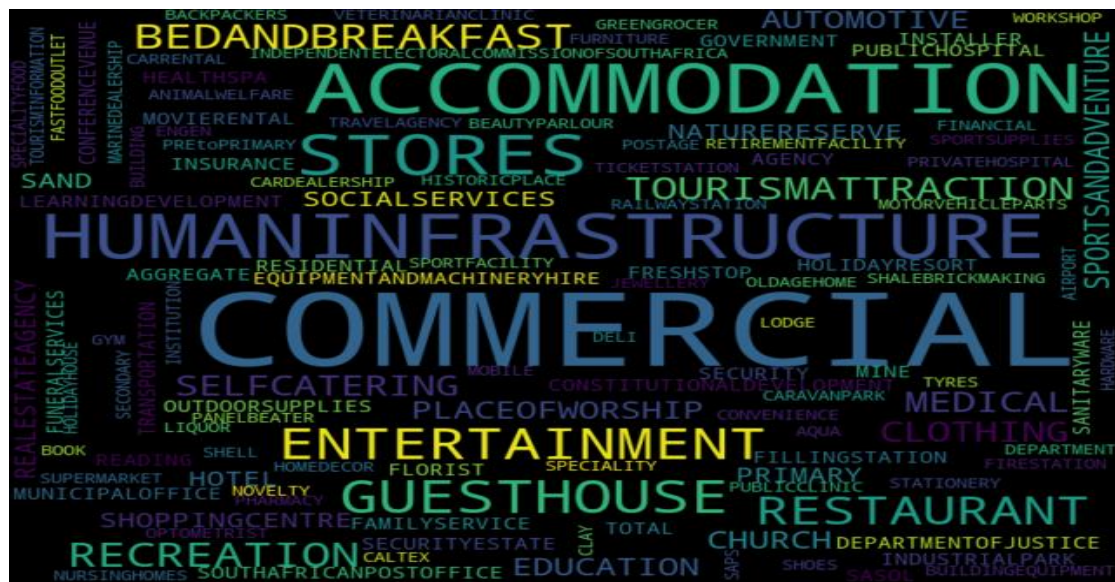 BACKPACKERS
VETERINARIANCLINIC
GREENGROCER
AUTOMOTIVE
WORKSHOP
BEDANDBREAKFAST
FURNITURE
GOVERNMENT
INSTALLER
INDEPENDENTELECTORALCOMMISSIONOFSOUTHAFRICA
PUBLICHOSPITAL
CARRENTAL
HEALTHSPA
ACCOMMODATION
ANIMALWELFARE
SPECIALITYFOOD
TOURISMINFORMATION
FASTFOODOUTLET
CONFERENCEVENUE
MARINEDEALERSHIP
BUILDING
SPORTSANDADVENTURE
MOVIERENTAL
TRAVELAGENCY
BEAUTYPARLOUR
NATURERESERVE
FINANCIAL
ENGEN
PREtoPRIMARY
STORES
POSTAGE
RETIREMENTFACILITY
SPORTSUPPLIES
INSURANCE
TICKETSTATION
AGENCY
PRIVATEHOSPITAL
SAND
CARDEALERSHIP
HISTORICPLACE
TOURISMATTRACTION
LEARNINGDEVELOPMENT
SOCIALSERVICES
RAILWAYSTATION
MOTORVEHICLEPARTS
HUMANINFRASTRUCTURE
AGGREGATE
RESIDENTIAL
SPORTFACILITY
FRESHSTOP
HOLIDAYRESORT
AIRPORT
EQUIPMENTANDMACHINERYHIRE
JEWELLERY
OLDAGEHOME
SHALEBRICKMAKING
REALESTATEAGENCY
FUNERALSERVICES
HOLIDAYHOUSE
GYM
SECONDARY
TRANSPORTATION
INSTITUTION
COMMERCIAL
DELI
LODGE
SANITARYWARE
HARDWARE
SELFCATERING
MOBILE
SECURITY
MINE
CONSTITUTIONALDEVELOPMENT
TYRES
OUTDOORSUPPLIES
PLACEOFWORSHIP
CARAVANPARK
MEDICAL
PANELBEATER
CONVENIENCE
LIQUOR
AQUA
CLOTHING
BOOK
SHELL
ENTERTAINMENT
DEPARTMENT
READING
FILLINGSTATION
SUPERMARKET
HOTEL
HOMEDECOR
FLORIST
SPECIALITY
PRIMARY
FIRESTATION
MUNICIPALOFFICE
NOVELTY
PHARMACY
GUESTHOUSE
PUBLICCLINIC
STATIONERY
RESTAURANT
SHOPPINGCENTRE
FAMILYSERVICE
CLAY
TOTAL
OPTOMETRIST
SECURITYESTATE
CHURCH
DEPARTMENTOFJUSTICE
RECREATION
CALTEX
EDUCATION
SAPS
SHOES
INDUSTRIALPARK
NURSINGHOMES
SOUTHAFRICANPOSTOFFICE
SASOL
BUILDINGEQUIPMENT